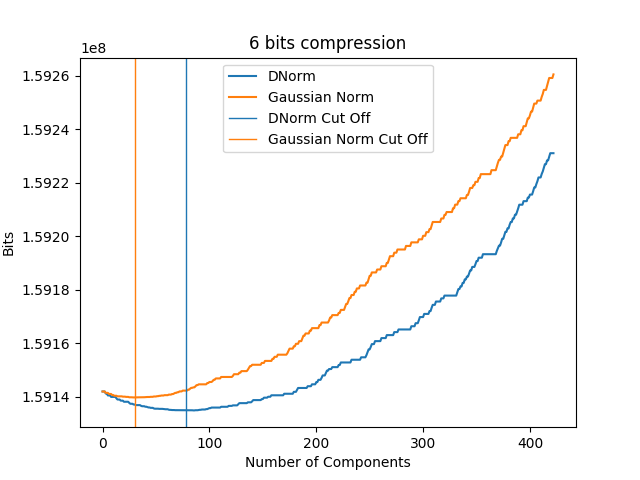 6 bits compression
1e8
1.5926
1.5924
1.5922
1.5920
1.5918
1.5916
1.5914
Bits
DNorm
Gaussian Norm
DNorm Cut Off
Gaussian Norm Cut Off
0 100 200 300 400
Number of Components